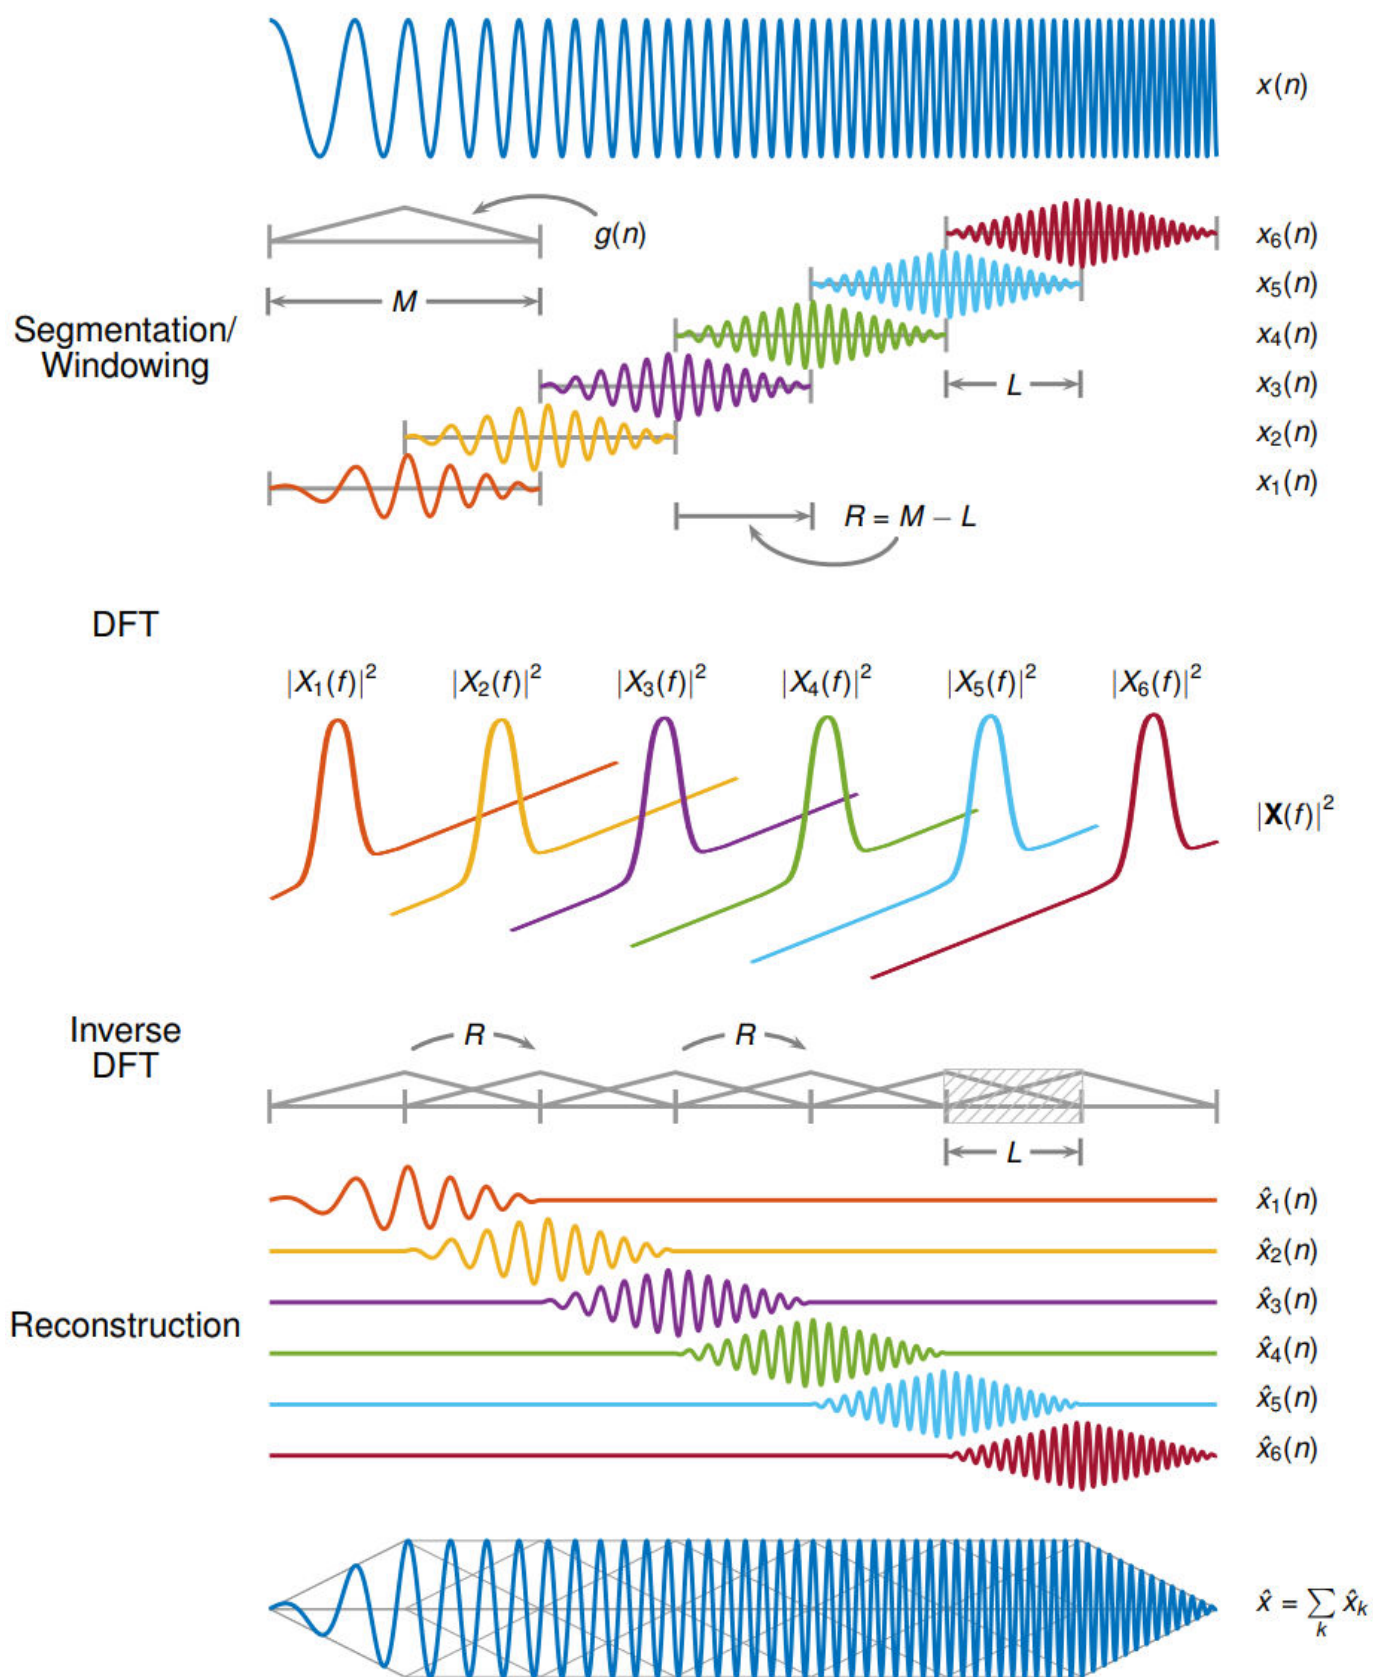 x(n)
g(n)
x₆(n)
M
x₅(n)
Segmentation/
Windowing
x₄(n)
L
x₃(n)
x₂(n)
x₁(n)
R = M − L
DFT
|X₁(f)|² |X₂(f)|² |X₃(f)|² |X₄(f)|² |X₅(f)|² |X₆(f)|²
|X(f)|²
Inverse
DFT
R R
L
x̂₁(n)
x̂₂(n)
x̂₃(n)
Reconstruction
x̂₄(n)
x̂₅(n)
x̂₆(n)
x̂ = ∑ₖ x̂ₖ